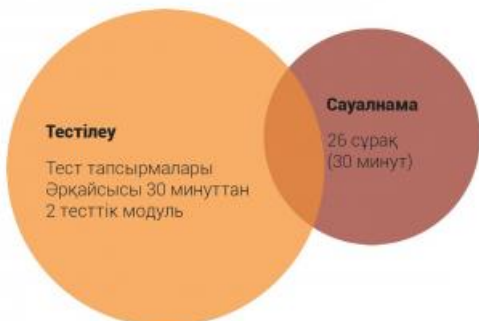 Тестілеу
Тест тапсырмалары
Әрқайсысы 30 минуттан
2 тесттік модуль
Сауалнама
26 сұрақ
(30 минут)